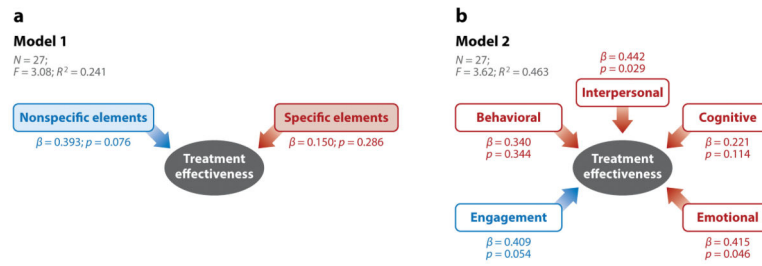 a
Model 1
N = 27;
F = 3.08; R² = 0.241
Nonspecific elements
β = 0.393; p = 0.076
Specific elements
β = 0.150; p = 0.286
Treatment
effectiveness
b
Model 2
N = 27;
F = 3.62; R² = 0.463
β = 0.442
p = 0.029
Interpersonal
Behavioral
β = 0.340
p = 0.344
Cognitive
β = 0.221
p = 0.114
Treatment
effectiveness
Engagement
β = 0.409
p = 0.054
Emotional
β = 0.415
p = 0.046